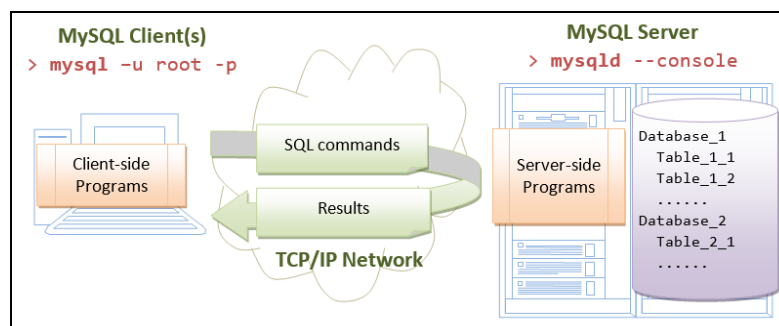 MySQL Client(s)
> mysql –u root -p
Client-side
Programs
SQL commands
Results
TCP/IP Network
MySQL Server
> mysqld --console
Server-side
Programs
Database_1
Table_1_1
Table_1_2
......
Database_2
Table_2_1
......